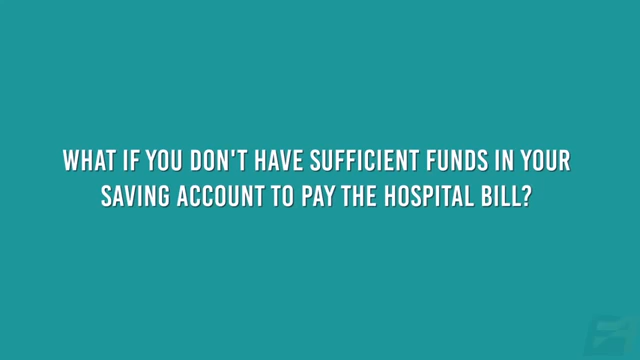 WHAT IF YOU DON'T HAVE SUFFICIENT FUNDS IN YOUR
SAVING ACCOUNT TO PAY THE HOSPITAL BILL?